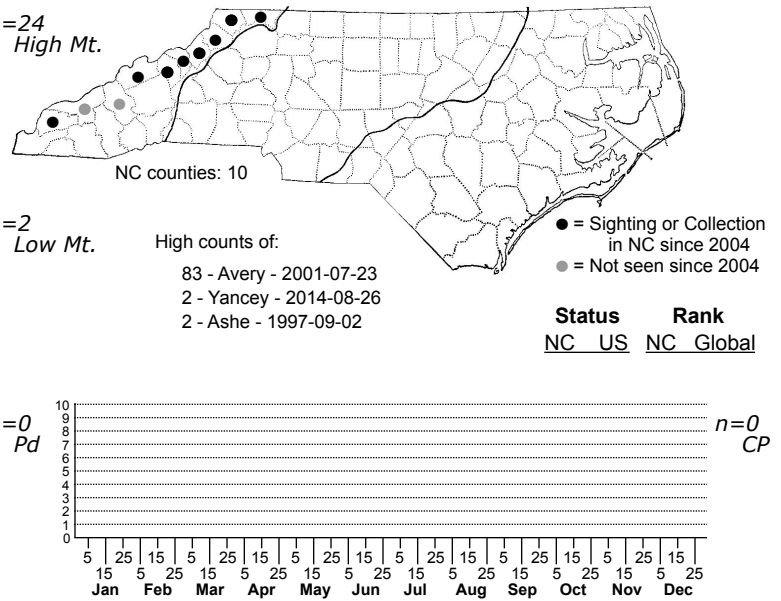 =24
High Mt.
NC counties: 10
=2
Low Mt.
High counts of:
83 - Avery - 2001-07-23
2 - Yancey - 2014-08-26
2 - Ashe - 1997-09-02
● = Sighting or Collection
in NC since 2004
● = Not seen since 2004
Status Rank
NC US NC Global
=0
Pd
n=0
CP
10
9
8
7
6
5
4
3
2
1
0
5 25 15 5 25 15 5 25 15 5 25 15 5 25 15 5 25 15
15 5 25 15 5 25 15 5 25 15 5 25 15 5 25 15 5 25
Jan Feb Mar Apr May Jun Jul Aug Sep Oct Nov Dec